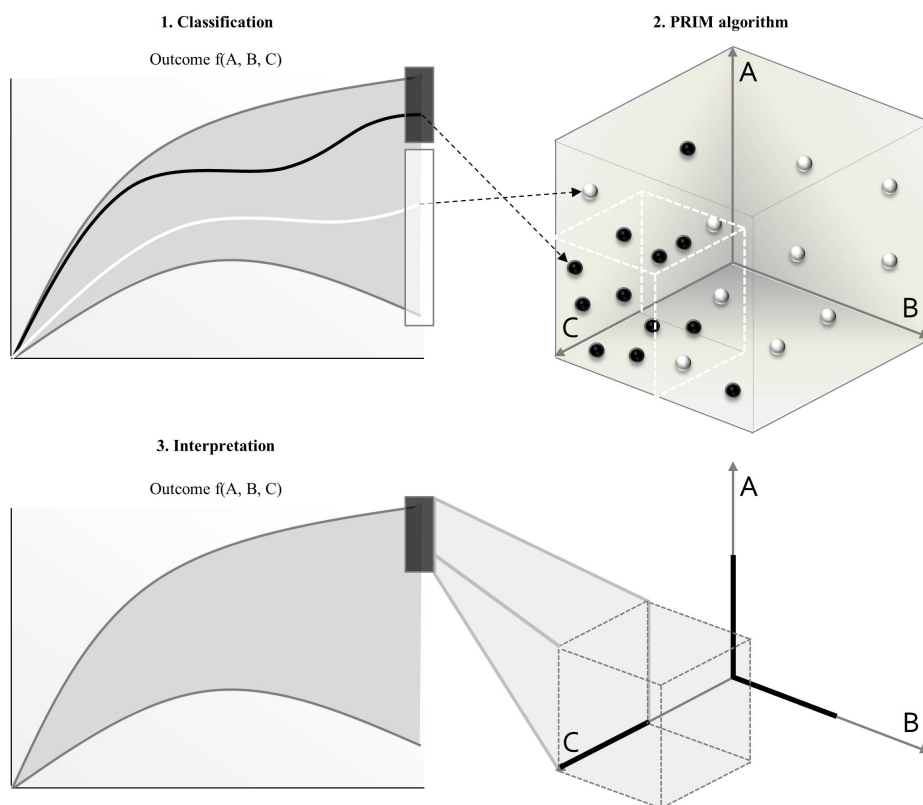 1. Classification
Outcome f(A, B, C)
2. PRIM algorithm
A
B
C
3. Interpretation
Outcome f(A, B, C)
A
B
C